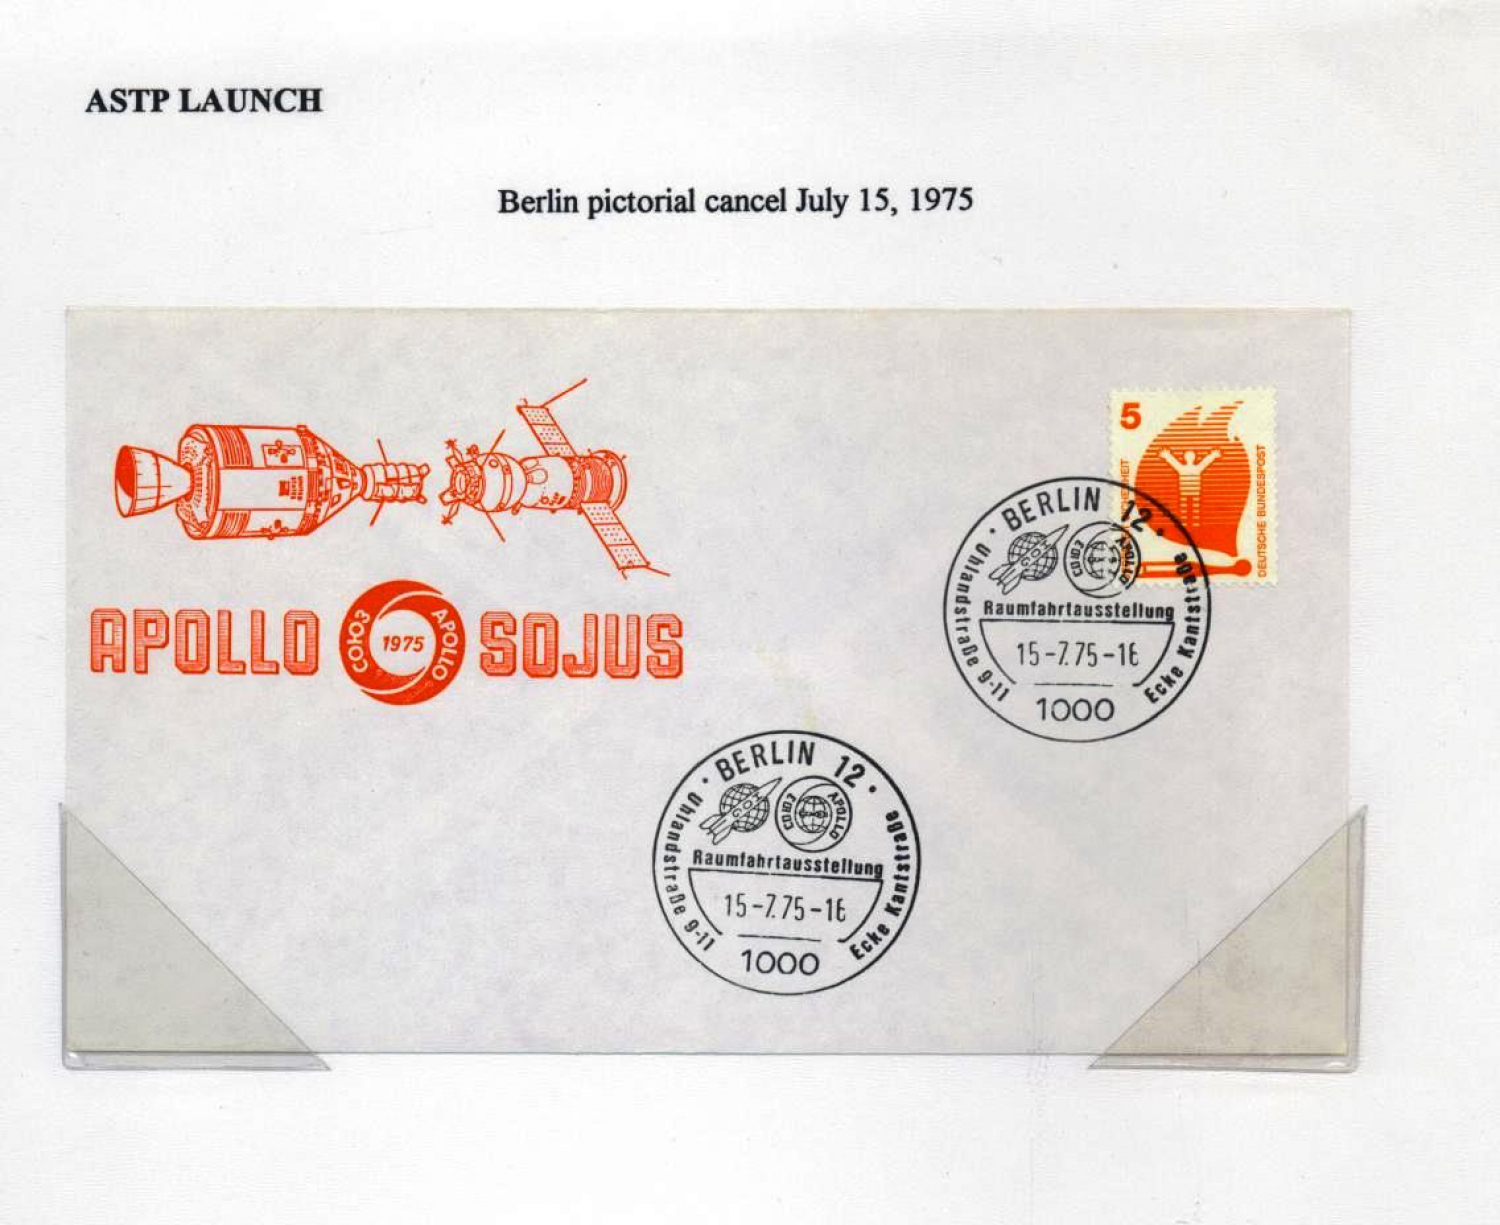 ASTP LAUNCH
Berlin pictorial cancel July 15, 1975
5
DEUTSCHE BUNDESPOST
APOLLO СОЮЗ 1975 APOLLO SOJUS
BERLIN 12
СОЮЗ APOLLO
Raumfahrtausstellung
15-7.75-16
Uhlandstraße 9-11
Ecke Kantstraße
1000
BERLIN 12
СОЮЗ APOLLO
Raumfahrtausstellung
15-7.75-16
Uhlandstraße 9-11
Ecke Kantstraße
1000